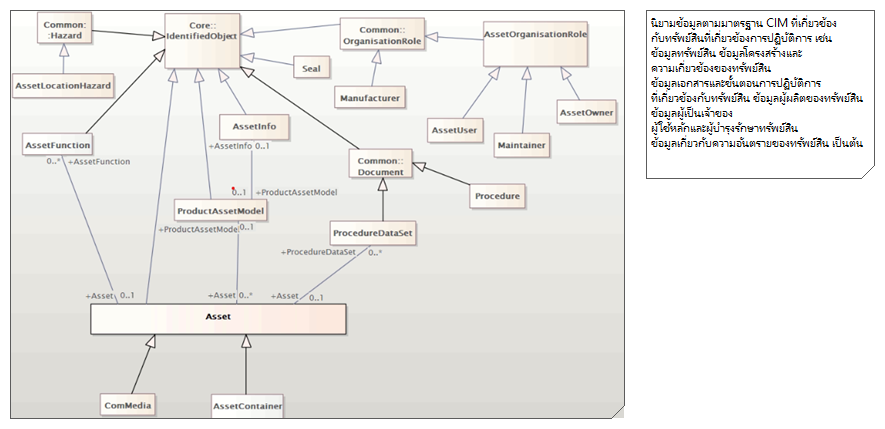 Common:
:Hazard
Core::
IdentifiedObject
Common::
OrganisationRole
AssetOrganisationRole
Seal
AssetLocationHazard
Manufacturer
AssetOwner
AssetInfo
AssetUser
Maintainer
AssetFunction
+AssetInfo 0..1
0..* +AssetFunction
Common::
Document
0..1 +ProductAssetModel
Procedure
ProductAssetModel
+ProductAssetModel 0..1
ProcedureDataSet
+ProcedureDataSet 0..*
+Asset 0..1
+Asset 0..*
+Asset 0..1
Asset
ComMedia
AssetContainer
นิยามข้อมูลตามมาตรฐาน CIM ที่เกี่ยวข้อง
กับทรัพย์สินที่เกี่ยวข้องการปฏิบัติการ เช่น
ข้อมูลทรัพย์สิน ข้อมูลโครงสร้างและ
ความเกี่ยวข้องของทรัพย์สิน
ข้อมูลเอกสารและขั้นตอนการปฏิบัติการ
ที่เกี่ยวข้องกับทรัพย์สิน ข้อมูลผู้ผลิตของทรัพย์สิน
ข้อมูลผู้เป็นเจ้าของ
ผู้ใช้หลักและผู้บำรุงรักษาทรัพย์สิน
ข้อมูลเกี่ยวกับความอันตรายของทรัพย์สิน เป็นต้น